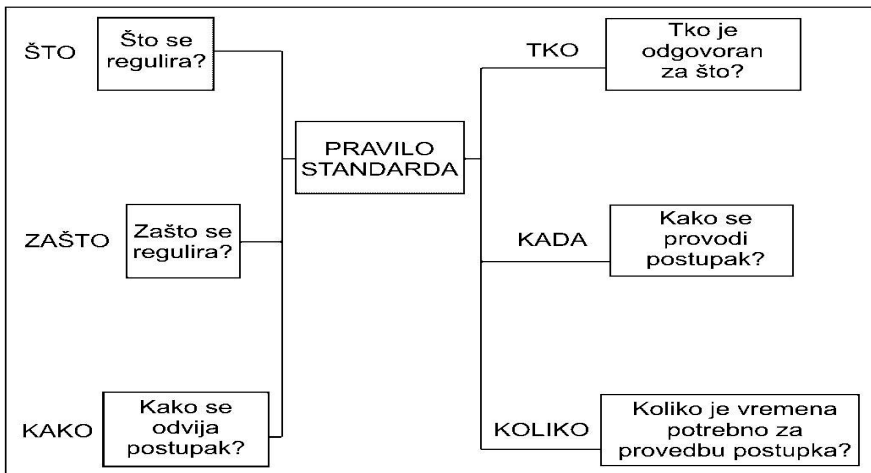 ŠTO
Što se
regulira?
ZAŠTO
Zašto se
regulira?
KAKO
Kako se
odvija
postupak?
PRAVILO
STANDARDA
TKO
Tko je
odgovoran
za što?
KADA
Kako se
provodi
postupak?
KOLIKO
Koliko je vremena
potrebno za
provedbu postupka?